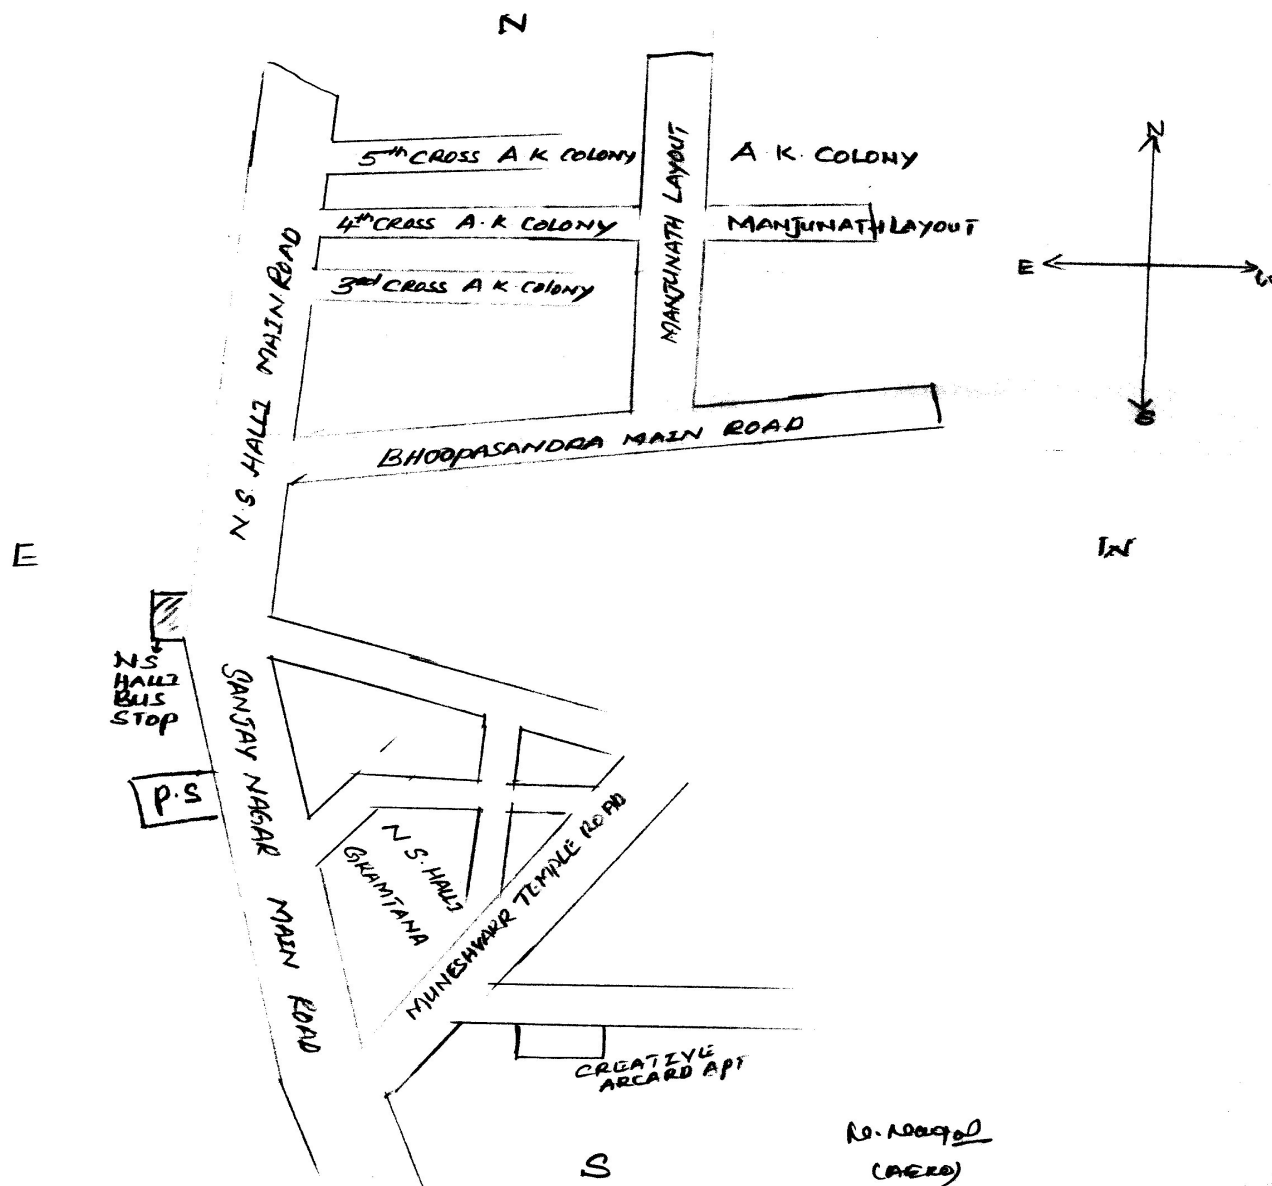 N
5th CROSS A K COLONY
A. K. COLONY
4th CROSS A. K COLONY
MANJUNATH LAYOUT
3rd CROSS A K. COLONY
MANJUNATH LAYOUT
N.S. HALLI MAIN ROAD
BHOOPASANDRA MAIN ROAD
N
E
W
S
E
W
NS
HALLI
BUS
STOP
P.S
SANJAY NAGAR MAIN ROAD
N S. HALLI
GRAMTANA
MUNESHVARR TEMPLE ROAD
CREATIVE
ARCARD APT
S
(AERO)